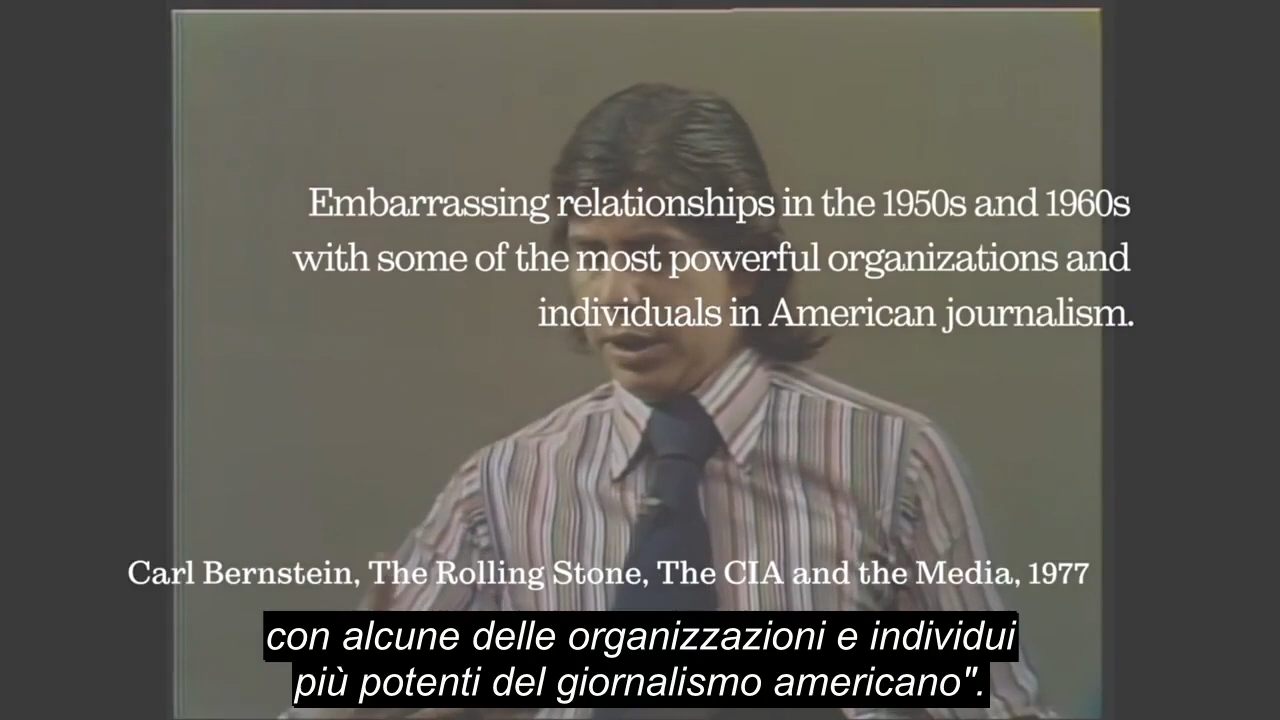 Embarrassing relationships in the 1950s and 1960s
with some of the most powerful organizations and
individuals in American journalism.
Carl Bernstein, The Rolling Stone, The CIA and the Media, 1977
con alcune delle organizzazioni e individui
più potenti del giornalismo americano".